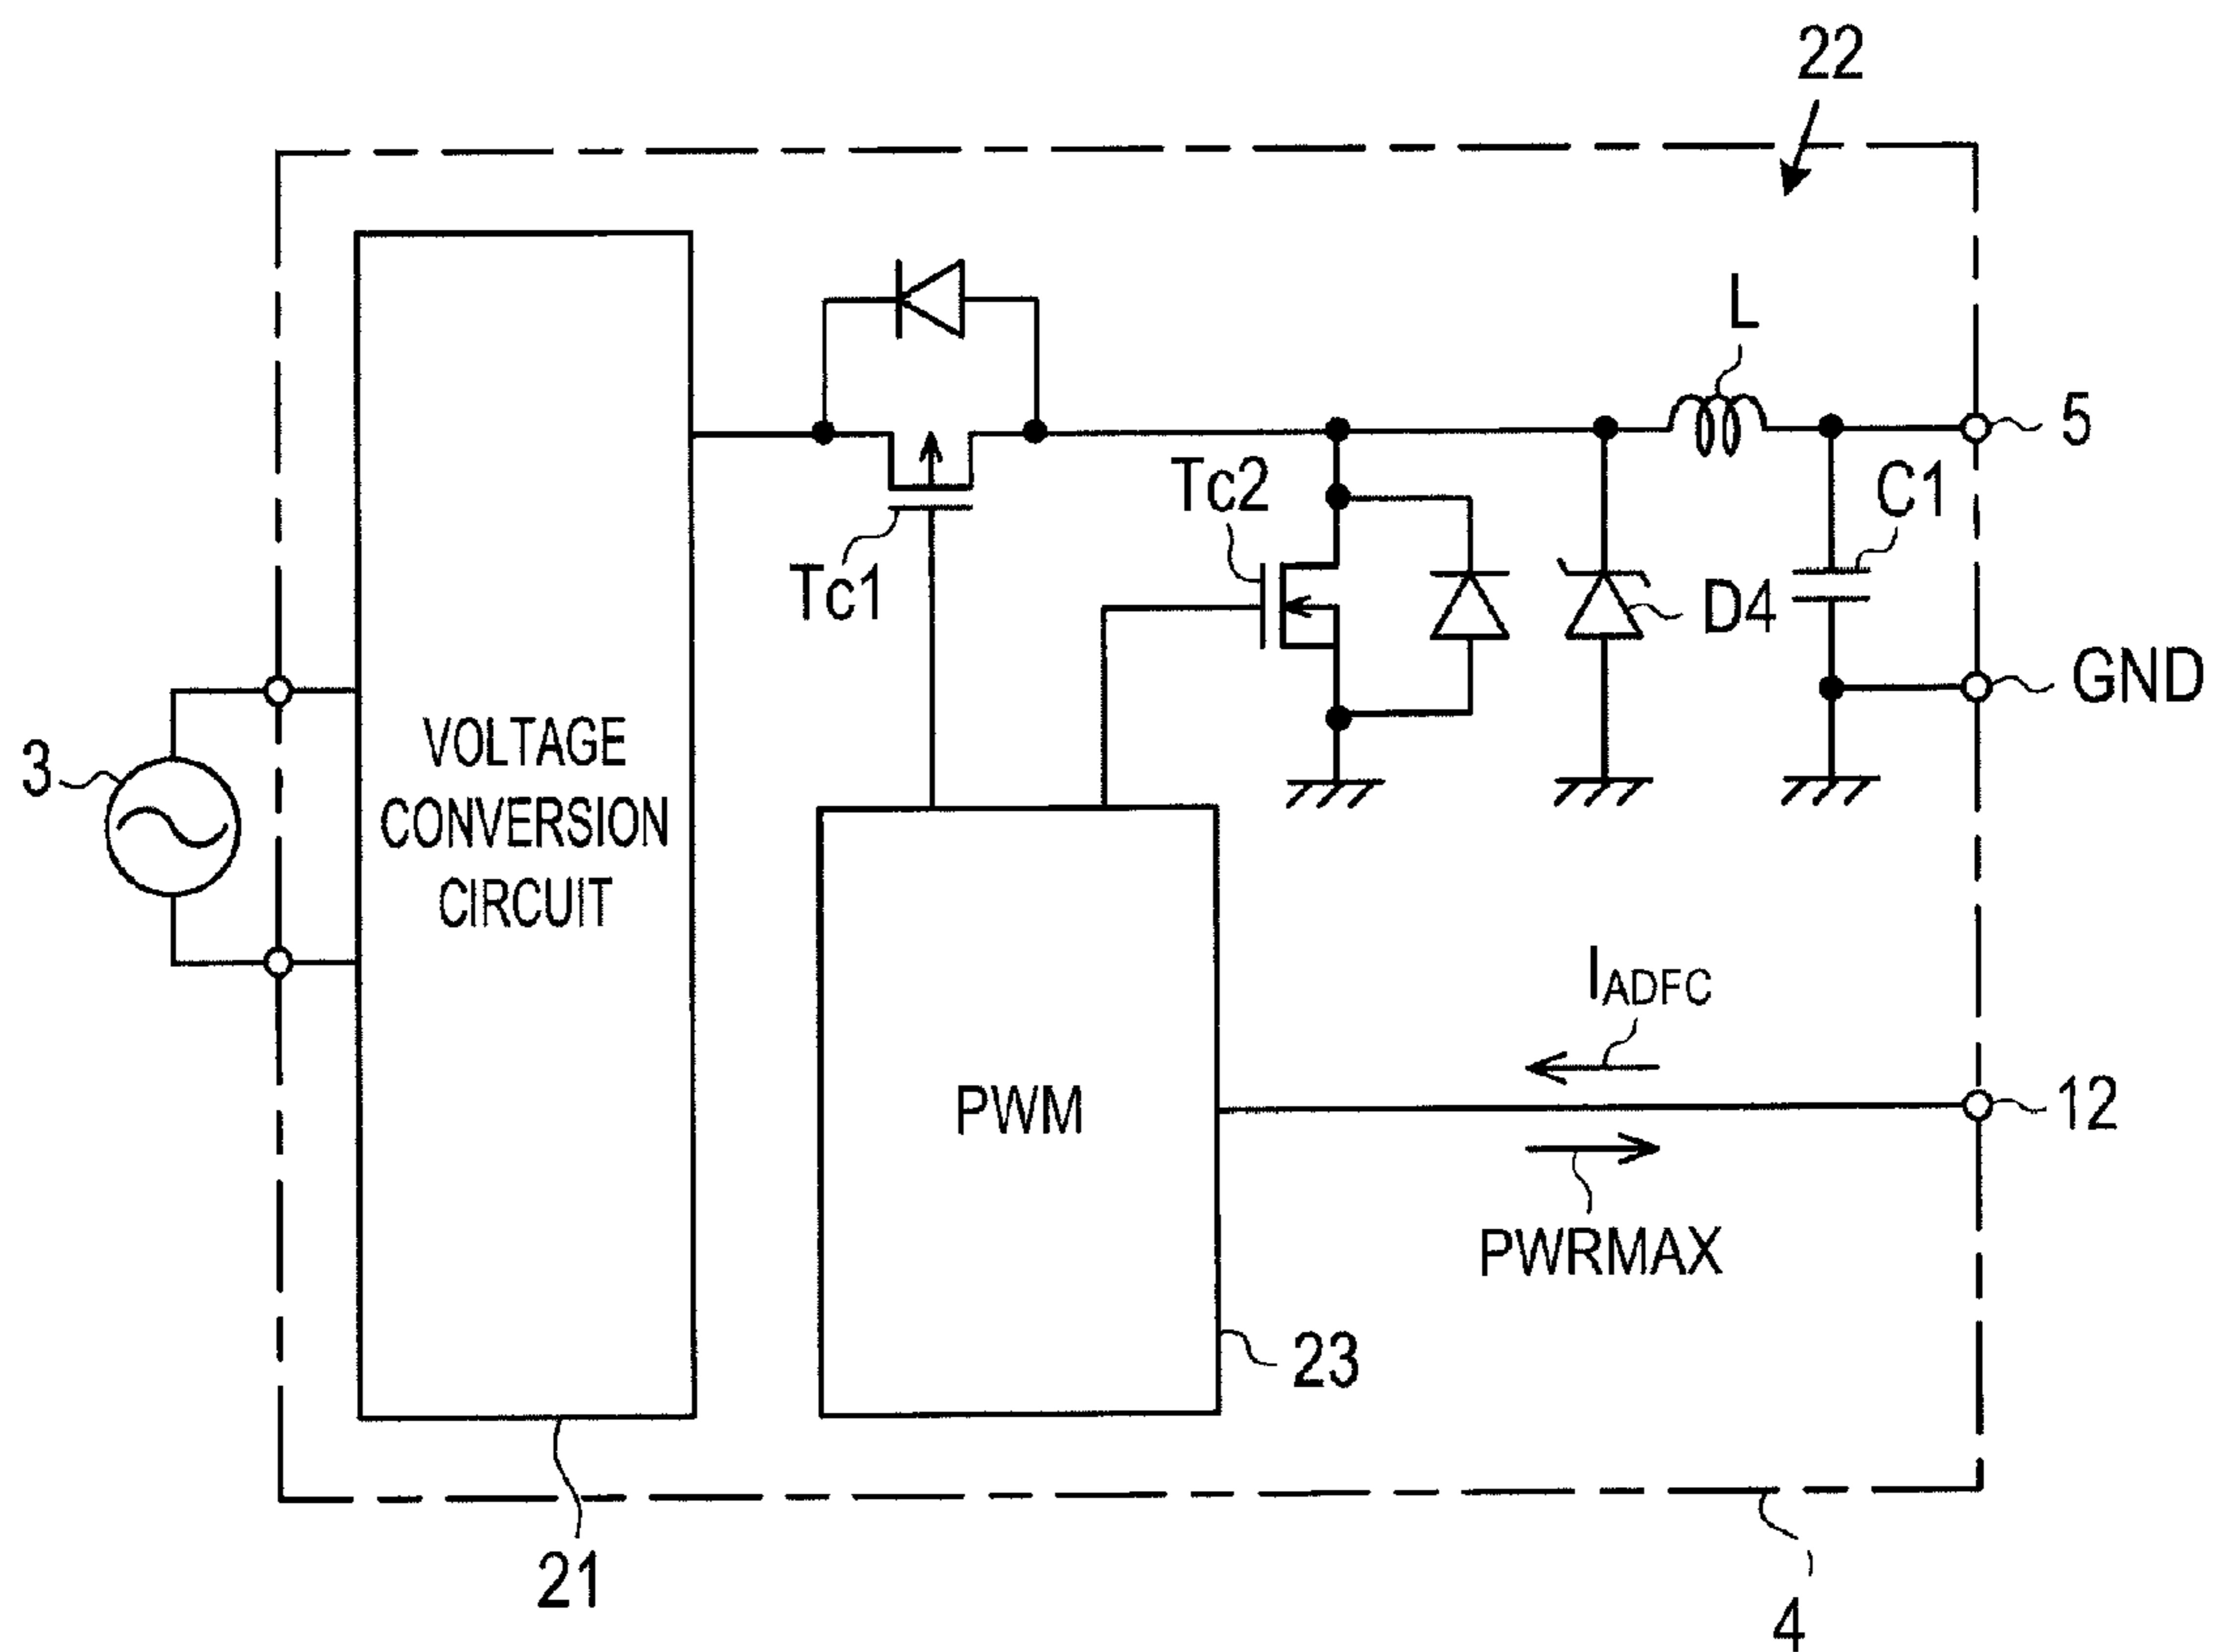 22
L
5
Tc2
C1
Tc1
D4
GND
3
VOLTAGE
CONVERSION
CIRCUIT
IADFC
PWM
12
PWRMAX
23
21
4